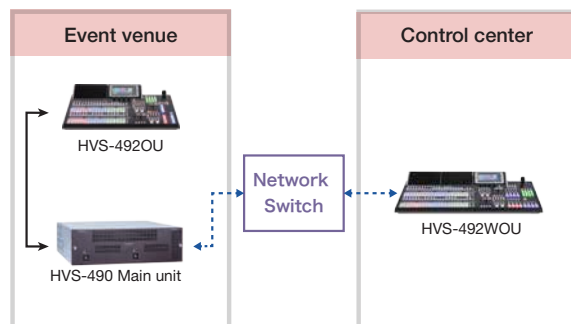 Event venue
Control center
HVS-492OU
Network
Switch
HVS-492WOU
HVS-490 Main unit